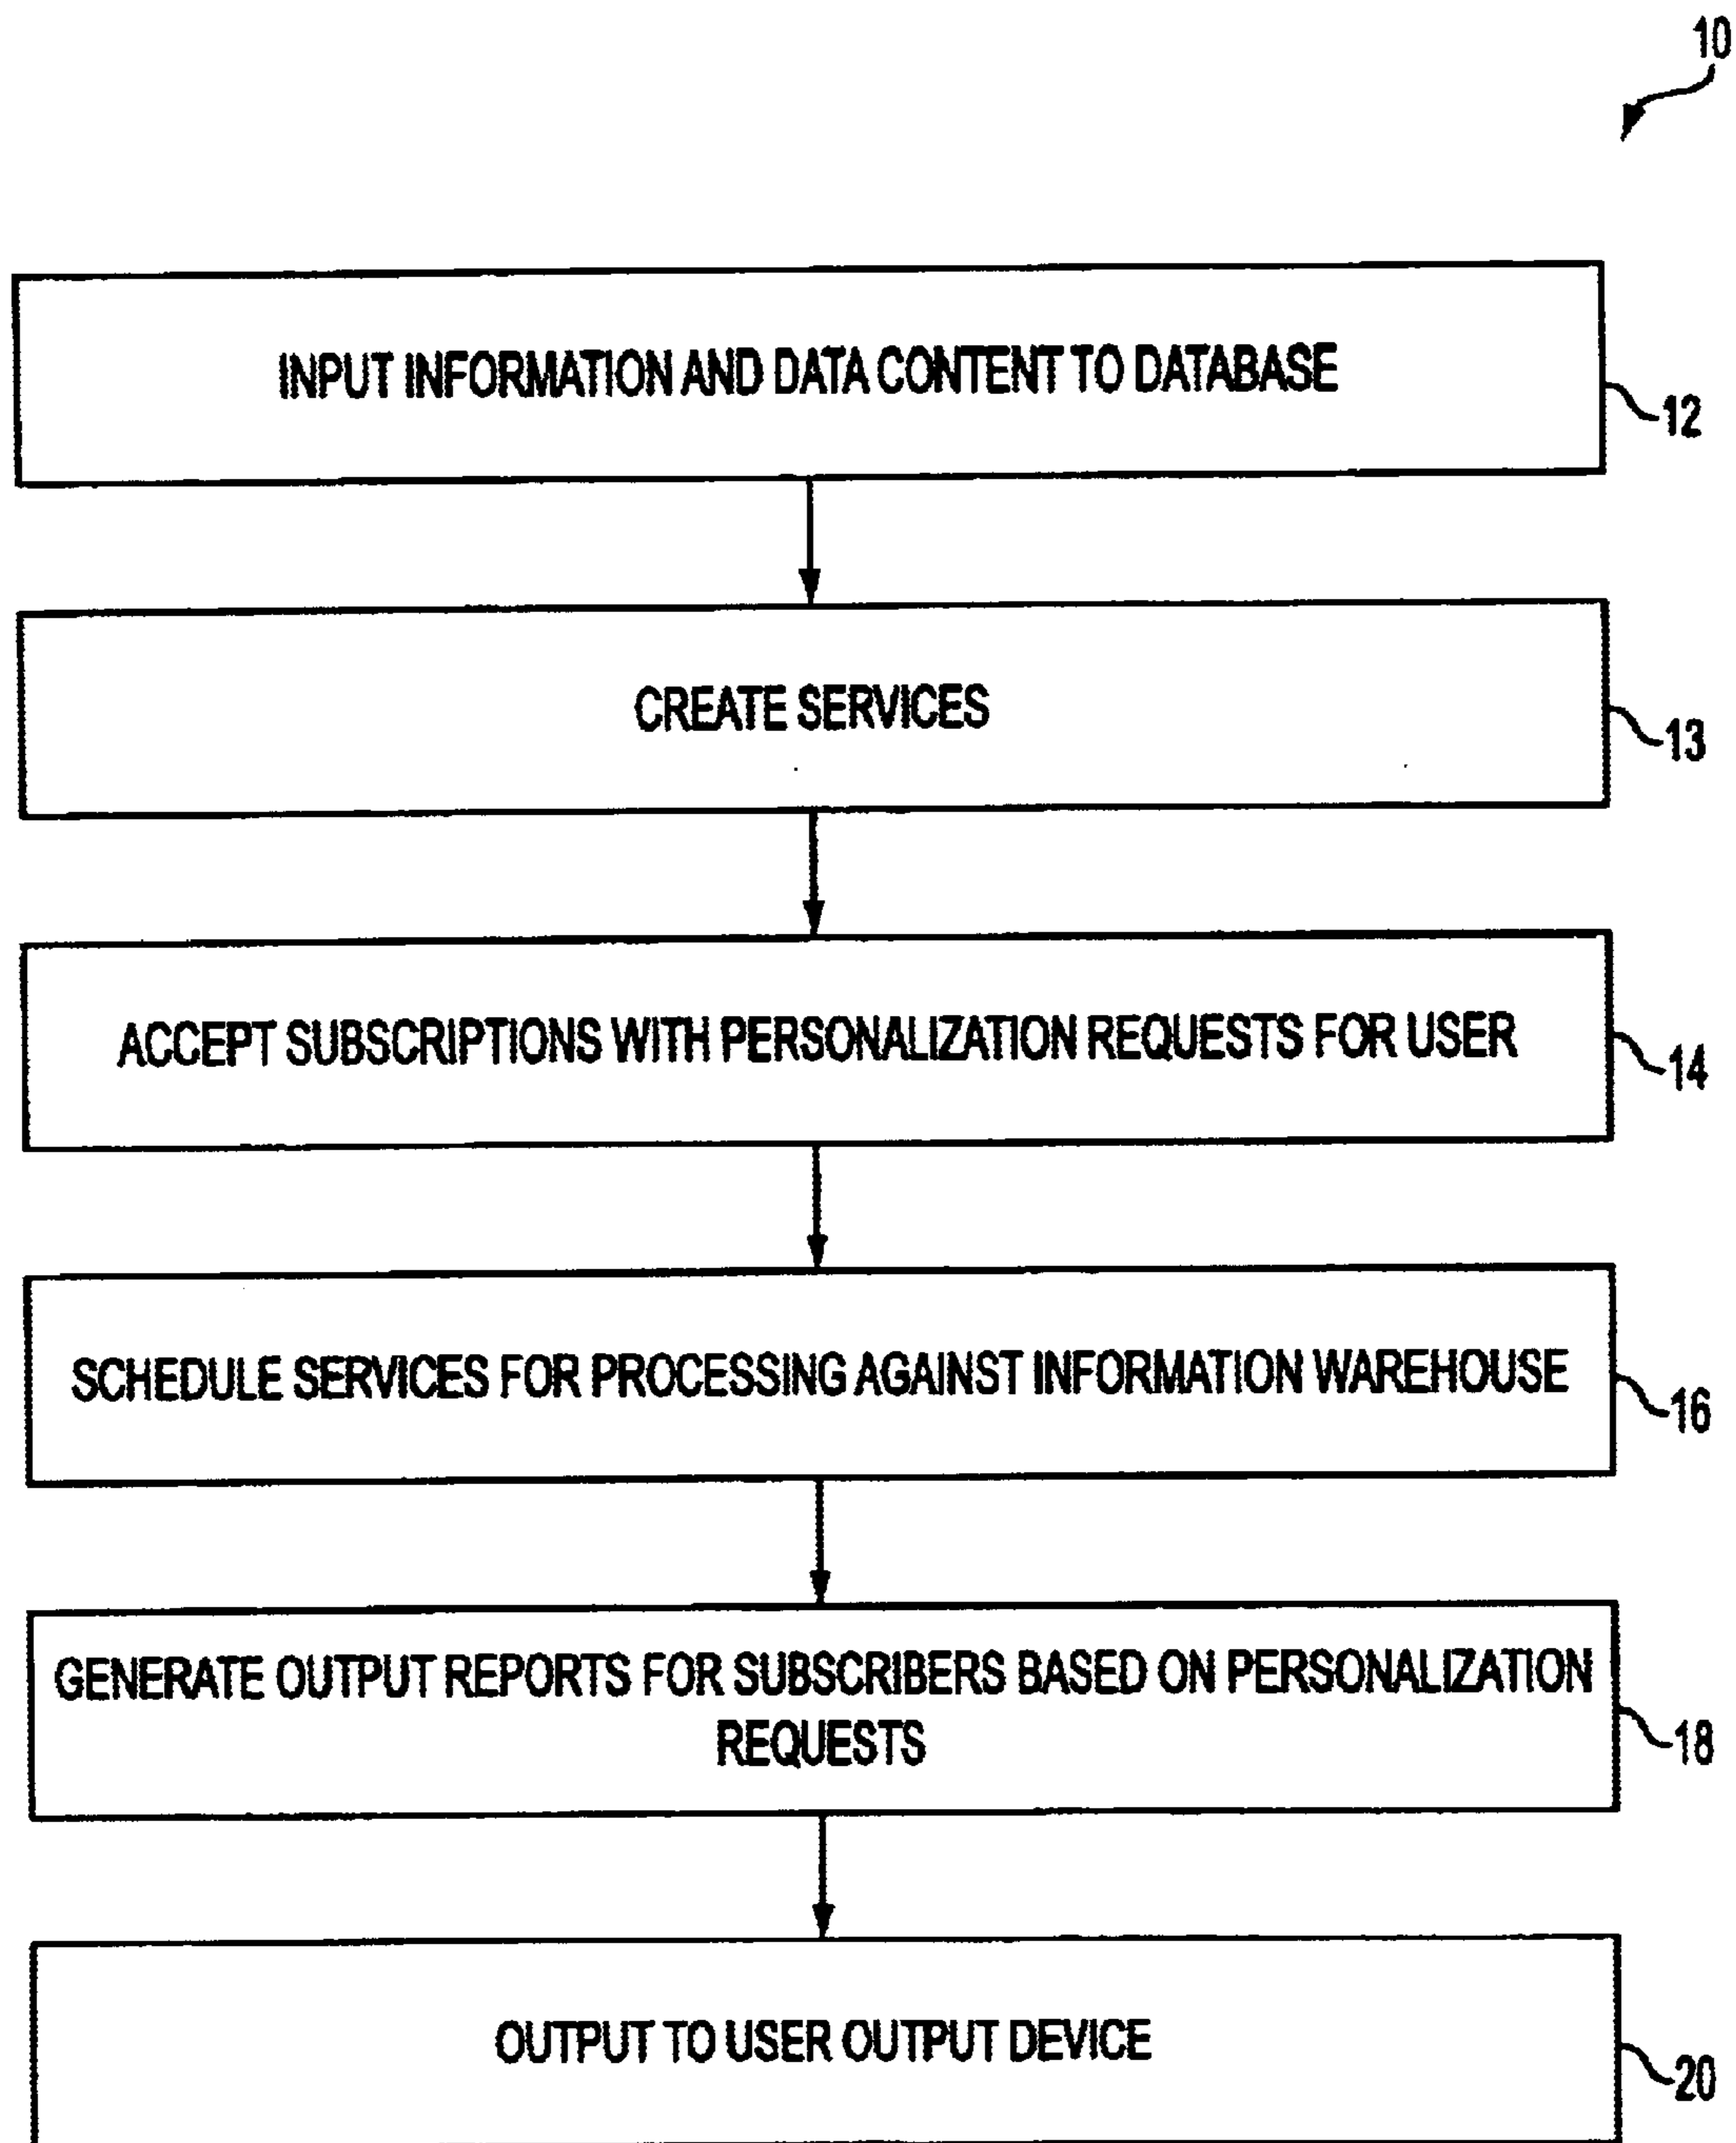 10
INPUT INFORMATION AND DATA CONTENT TO DATABASE
12
CREATE SERVICES
13
ACCEPT SUBSCRIPTIONS WITH PERSONALIZATION REQUESTS FOR USER
14
SCHEDULE SERVICES FOR PROCESSING AGAINST INFORMATION WAREHOUSE
16
GENERATE OUTPUT REPORTS FOR SUBSCRIBERS BASED ON PERSONALIZATION
REQUESTS
18
OUTPUT TO USER OUTPUT DEVICE
20